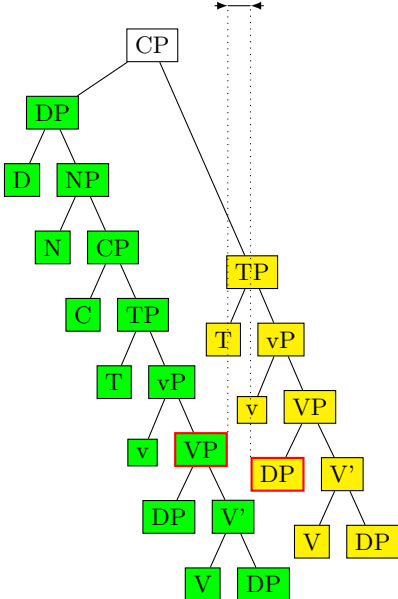 CP
DP
D NP
N CP
TP
C TP
T vP
T vP
v VP
v VP
DP V'
DP V'
V DP
V DP